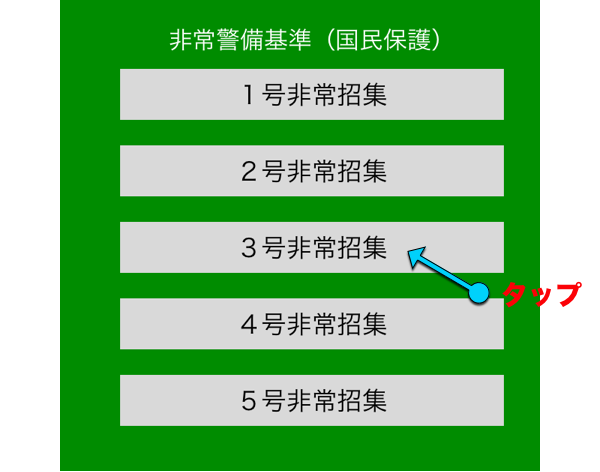 非常警備基準（国民保護）
１号非常招集
２号非常招集
３号非常招集
タップ
４号非常招集
５号非常招集